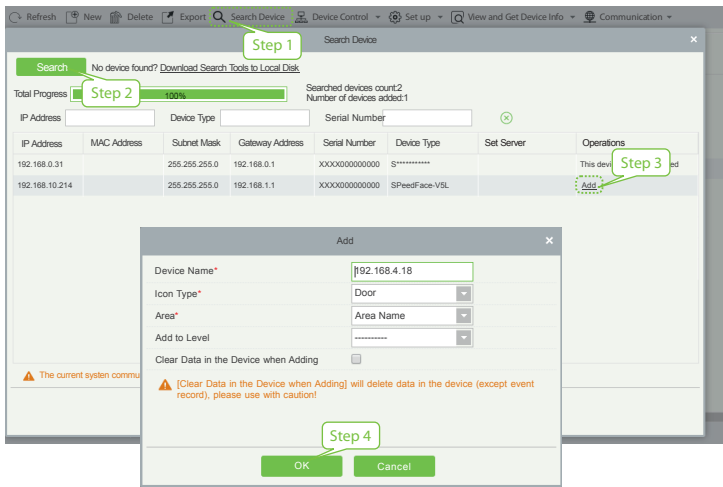 Refresh New Delete Export Search Device Device Control Set up View and Get Device Info Communication
Step 1
Search Device
Search No device found? Download Search Tools to Local Disk
Step 2
Total Progress 100% Searched devices count:2
Number of devices added:1
IP Address Device Type Serial Number
IP Address MAC Address Subnet Mask Gateway Address Serial Number Device Type Set Server Operations
192.168.0.31 255.255.255.0 192.168.0.1 XXXX000000000 S*********** This devi ed
Step 3
192.168.10.214 255.255.255.0 192.168.1.1 XXXX000000000 SPeedFace-V5L Add
Add
Device Name* 192.168.4.18
Icon Type* Door
Area* Area Name
Add to Level ----------
Clear Data in the Device when Adding
The current systen commu
[Clear Data in the Device when Adding] will delete data in the device (except event
record), please use with caution!
Step 4
OK Cancel